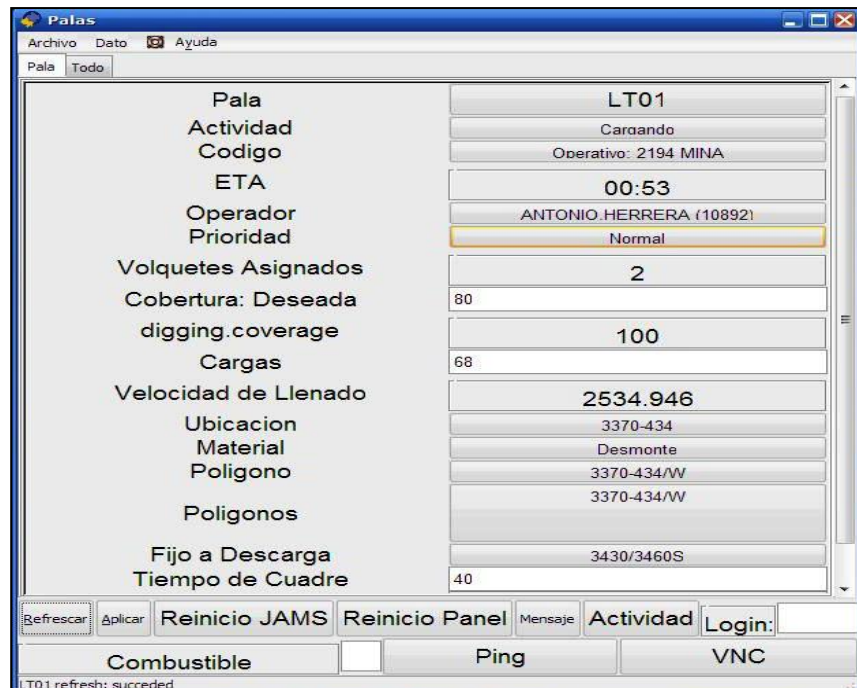 Palas
Archivo Dato Ayuda
Pala Todo
Pala LT01
Actividad Cargando
Codigo Operativo: 2194 MINA
ETA 00:53
Operador ANTONIO.HERRERA (10892)
Prioridad Normal
Volquetes Asignados 2
Cobertura: Deseada 80
digging.coverage 100
Cargas 68
Velocidad de Llenado 2534.946
Ubicacion 3370-434
Material Desmonte
Poligono 3370-434/W
Poligonos 3370-434/W
Fijo a Descarga 3430/3460S
Tiempo de Cuadre 40
Refrescar Aplicar Reinicio JAMS Reinicio Panel Mensaje Actividad Login:
Combustible Ping VNC
LT01 refresh: succeded